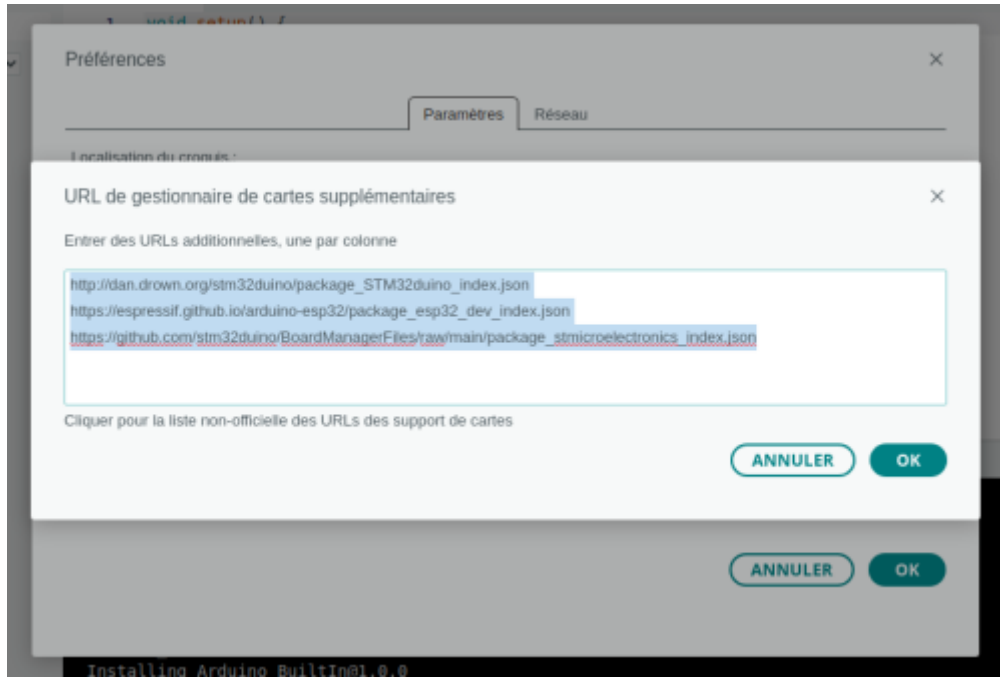 1 void setup() {
Préférences
Paramètres Réseau
Localisation du croquis :
URL de gestionnaire de cartes supplémentaires
Entrer des URLs additionnelles, une par colonne
http://dan.drown.org/stm32duino/package_STM32duino_index.json
https://espressif.github.io/arduino-esp32/package_esp32_dev_index.json
https://github.com/stm32duino/BoardManagerFiles/raw/main/package_stmicroelectronics_index.json
Cliquer pour la liste non-officielle des URLs des support de cartes
ANNULER OK
ANNULER OK
Installing Arduino_BuiltIn@1.0.0